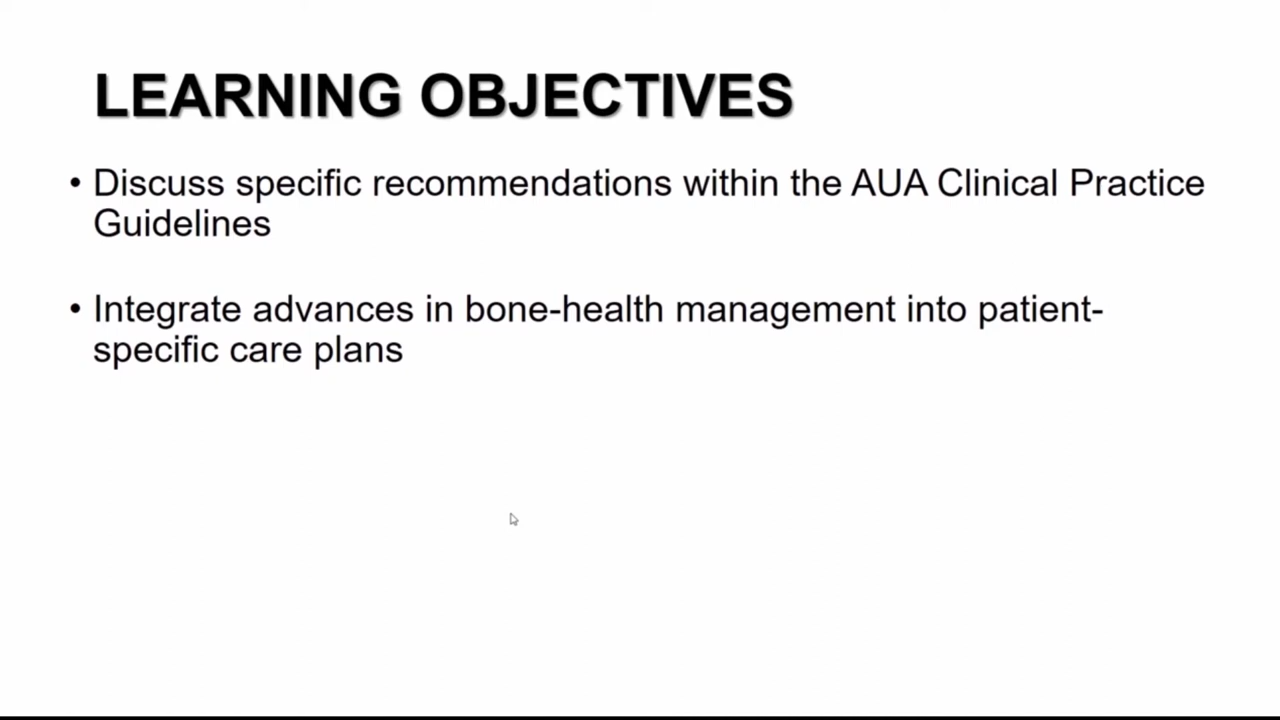 LEARNING OBJECTIVES
• Discuss specific recommendations within the AUA Clinical Practice
Guidelines
• Integrate advances in bone-health management into patient-
specific care plans